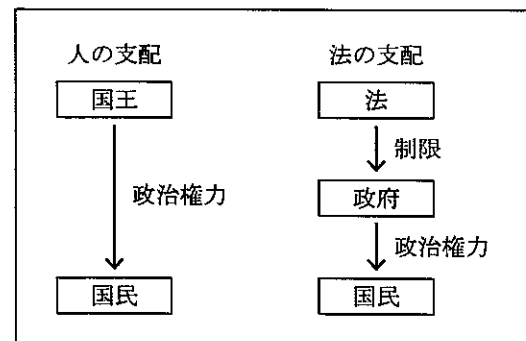 人の支配
国王
政治権力
国民
法の支配
法
制限
政府
政治権力
国民